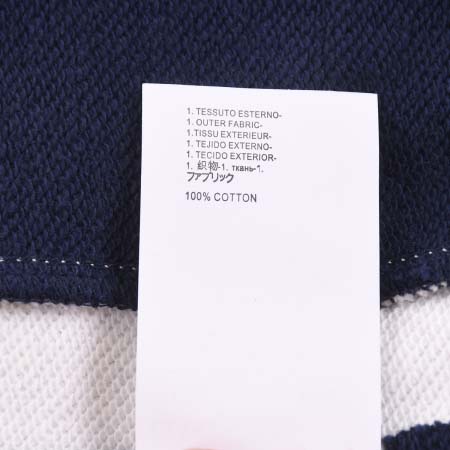 1. TESSUTO ESTERNO-
1. OUTER FABRIC-
1.TISSU EXTERIEUR-
1. TEJIDO EXTERNO-
1. TECIDO EXTERIOR-
1. 织物-1. ткань-1.
ファブリック
100% COTTON